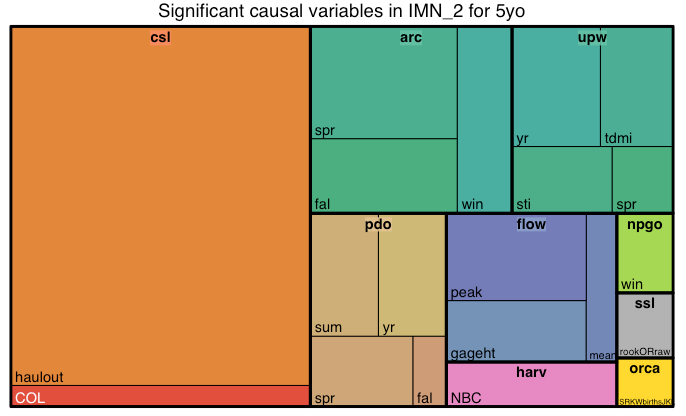 Significant causal variables in IMN_2 for 5yo
csl
haulout
COL
arc
spr
fal
win
upw
yr
tdmi
sti
spr
pdo
sum
yr
spr
fal
flow
peak
gageht
mean
harv
NBC
npgo
win
ssl
rookORraw
orca
SRKWbirthsJK